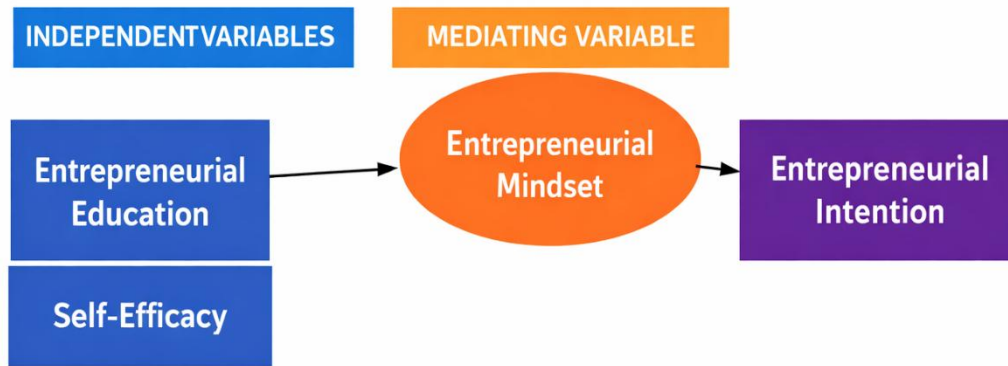 INDEPENDENTVARIABLES
MEDIATING VARIABLE
Entrepreneurial
Education
Entrepreneurial
Mindset
Entrepreneurial
Intention
Self-Efficacy